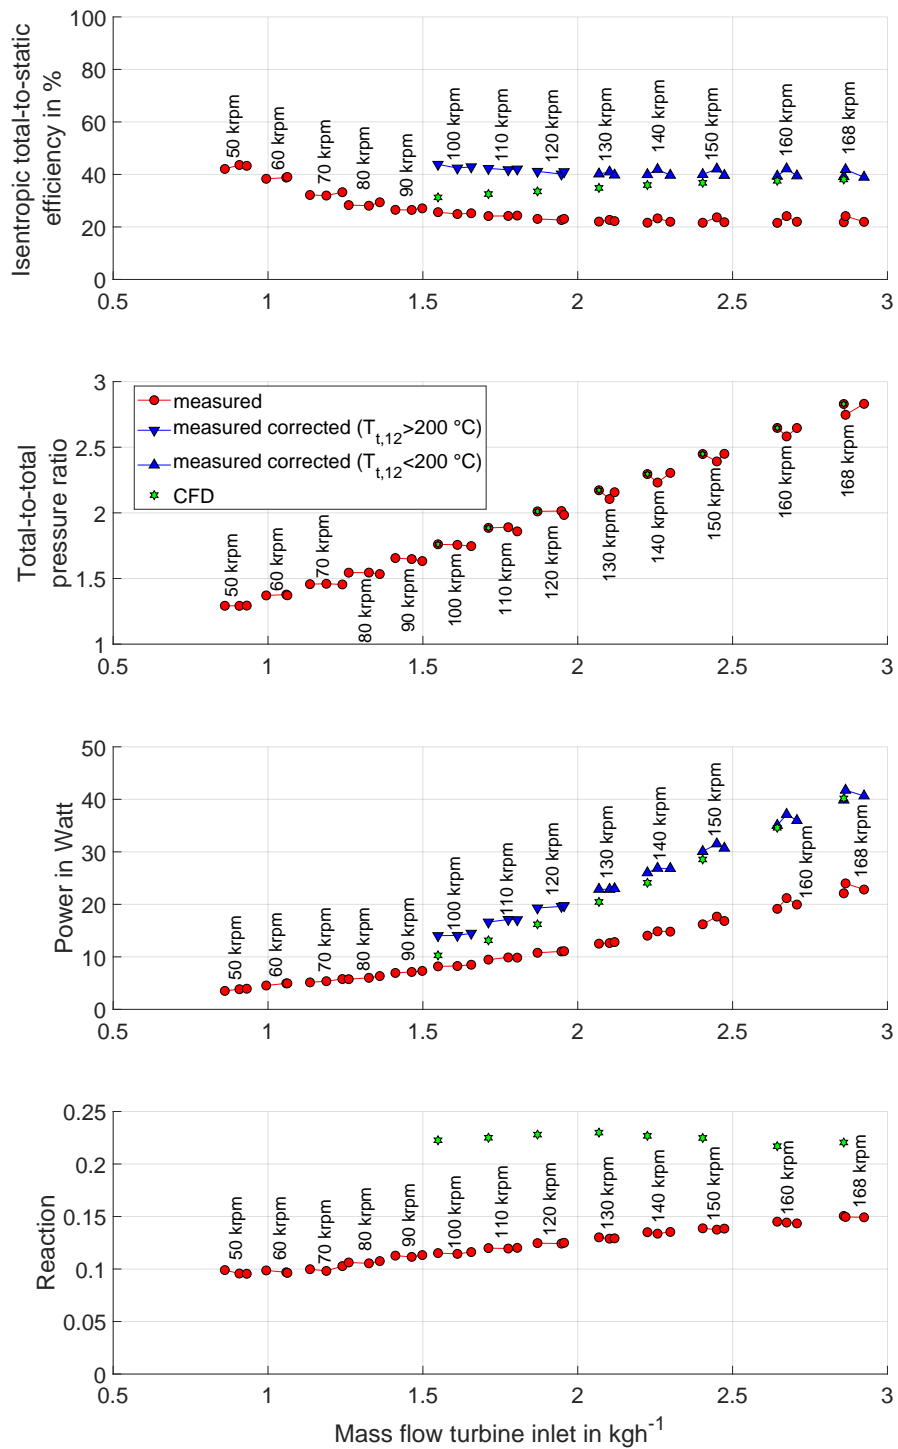 Isentropic total-to-static
efficiency in %
100
80
60
40
20
0
50 krpm
60 krpm
70 krpm
80 krpm
90 krpm
100 krpm
110 krpm
120 krpm
130 krpm
140 krpm
150 krpm
160 krpm
168 krpm
0.5 1 1.5 2 2.5 3
Total-to-total
pressure ratio
3
2.5
2
1.5
1
measured
measured corrected (T_{t,12}>200 °C)
measured corrected (T_{t,12}<200 °C)
CFD
50 krpm
60 krpm
70 krpm
80 krpm
90 krpm
100 krpm
110 krpm
120 krpm
130 krpm
140 krpm
150 krpm
160 krpm
168 krpm
0.5 1 1.5 2 2.5 3
Power in Watt
50
40
30
20
10
0
50 krpm
60 krpm
70 krpm
80 krpm
90 krpm
100 krpm
110 krpm
120 krpm
130 krpm
140 krpm
150 krpm
160 krpm
168 krpm
0.5 1 1.5 2 2.5 3
Reaction
0.25
0.2
0.15
0.1
0.05
0
50 krpm
60 krpm
70 krpm
80 krpm
90 krpm
100 krpm
110 krpm
120 krpm
130 krpm
140 krpm
150 krpm
160 krpm
168 krpm
0.5 1 1.5 2 2.5 3
Mass flow turbine inlet in kgh⁻¹